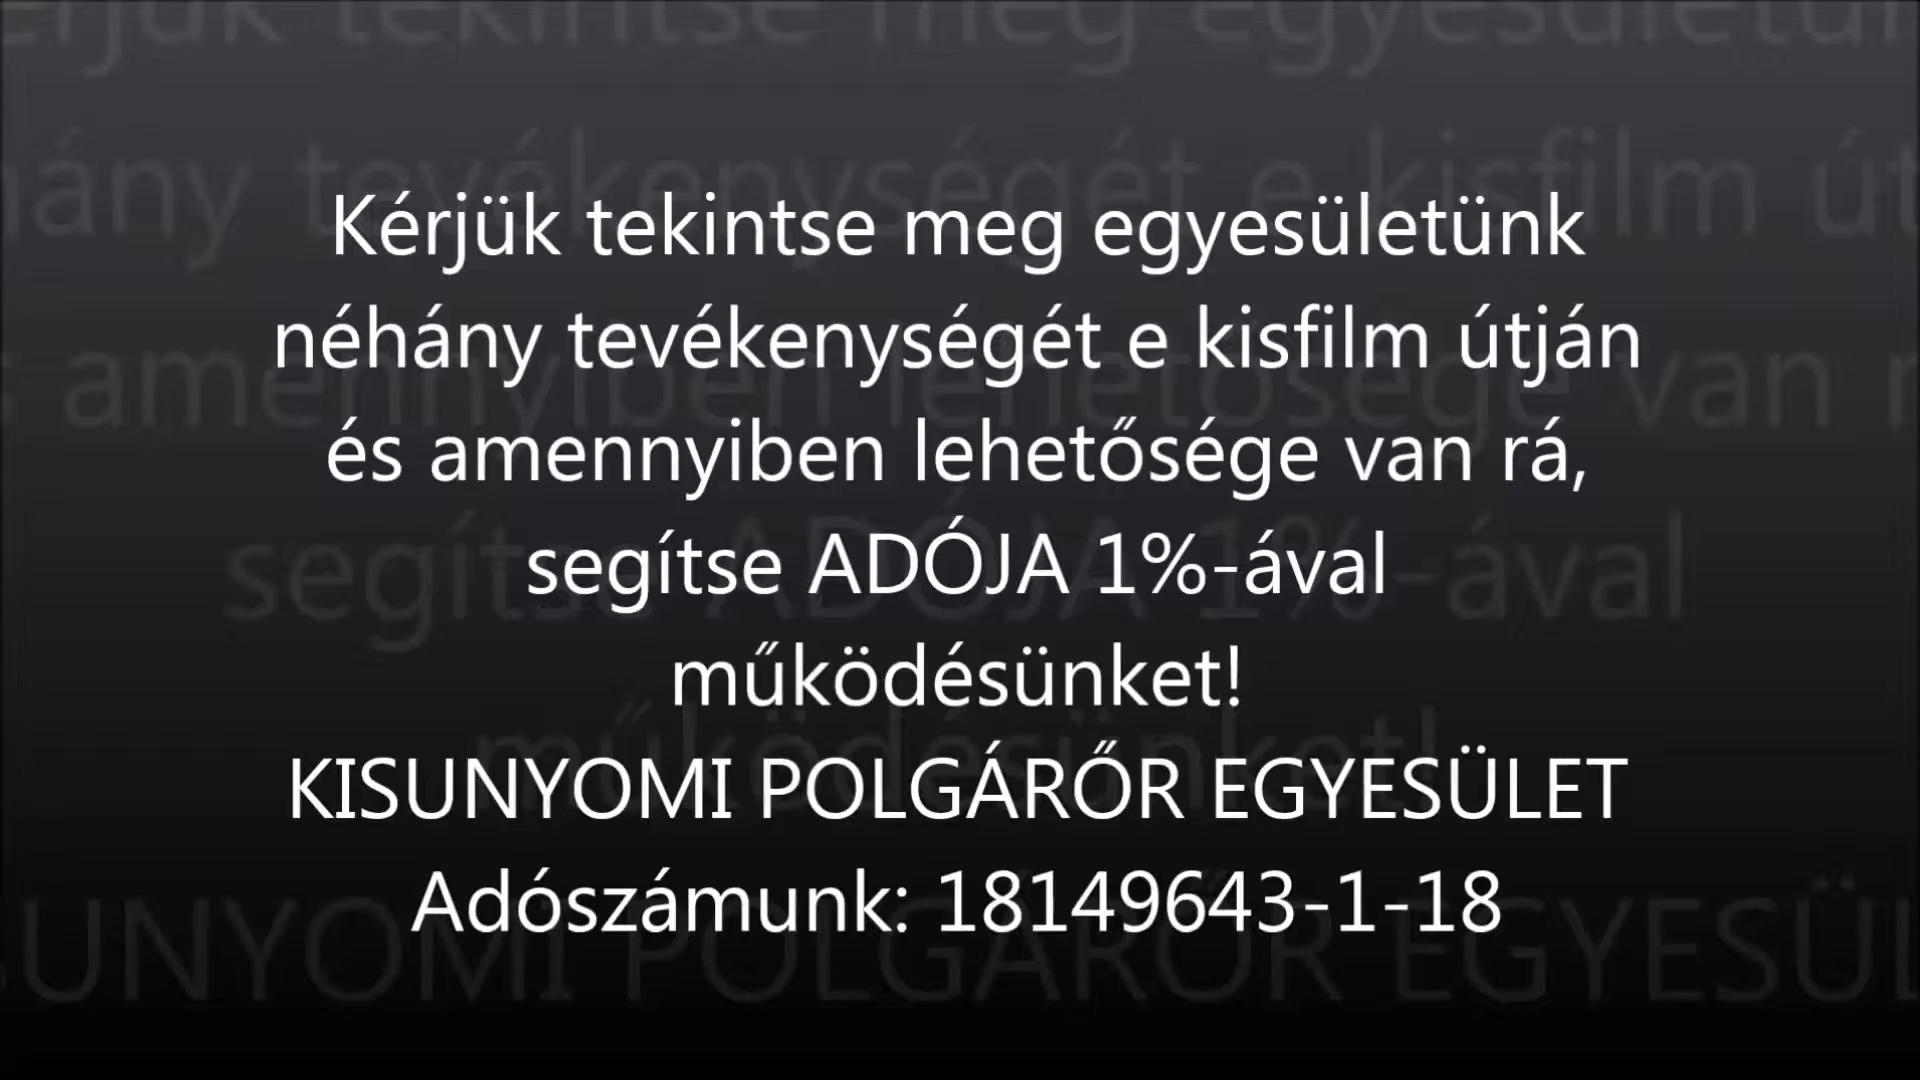 Kérjük tekintse meg egyesületünk
néhány tevékenységét e kisfilm útján
és amennyiben lehetősége van rá,
segítse ADÓJA 1%-ával
működésünket!
KISUNYOMI POLGÁRŐR EGYESÜLET
Adószámunk: 18149643-1-18